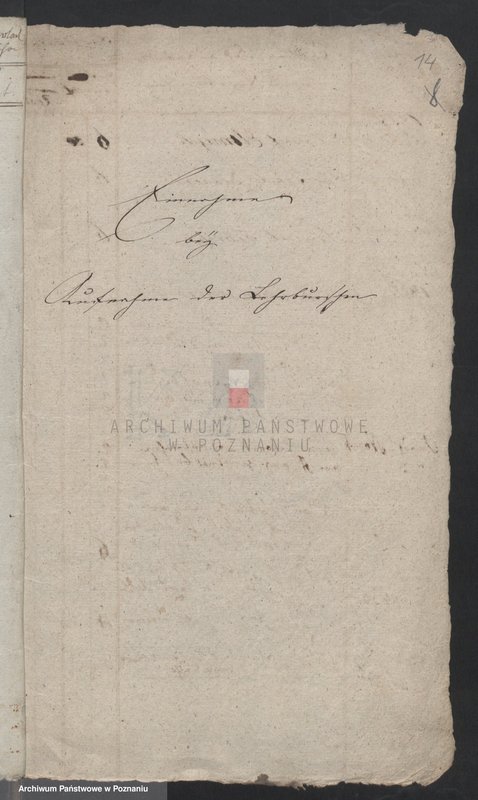 14
8
Einnahme
bey
Aufnahme der Lehrburschen
ARCHIWUM PAŃSTWOWE
W POZNANIU
Archiwum Państwowe w Poznaniu